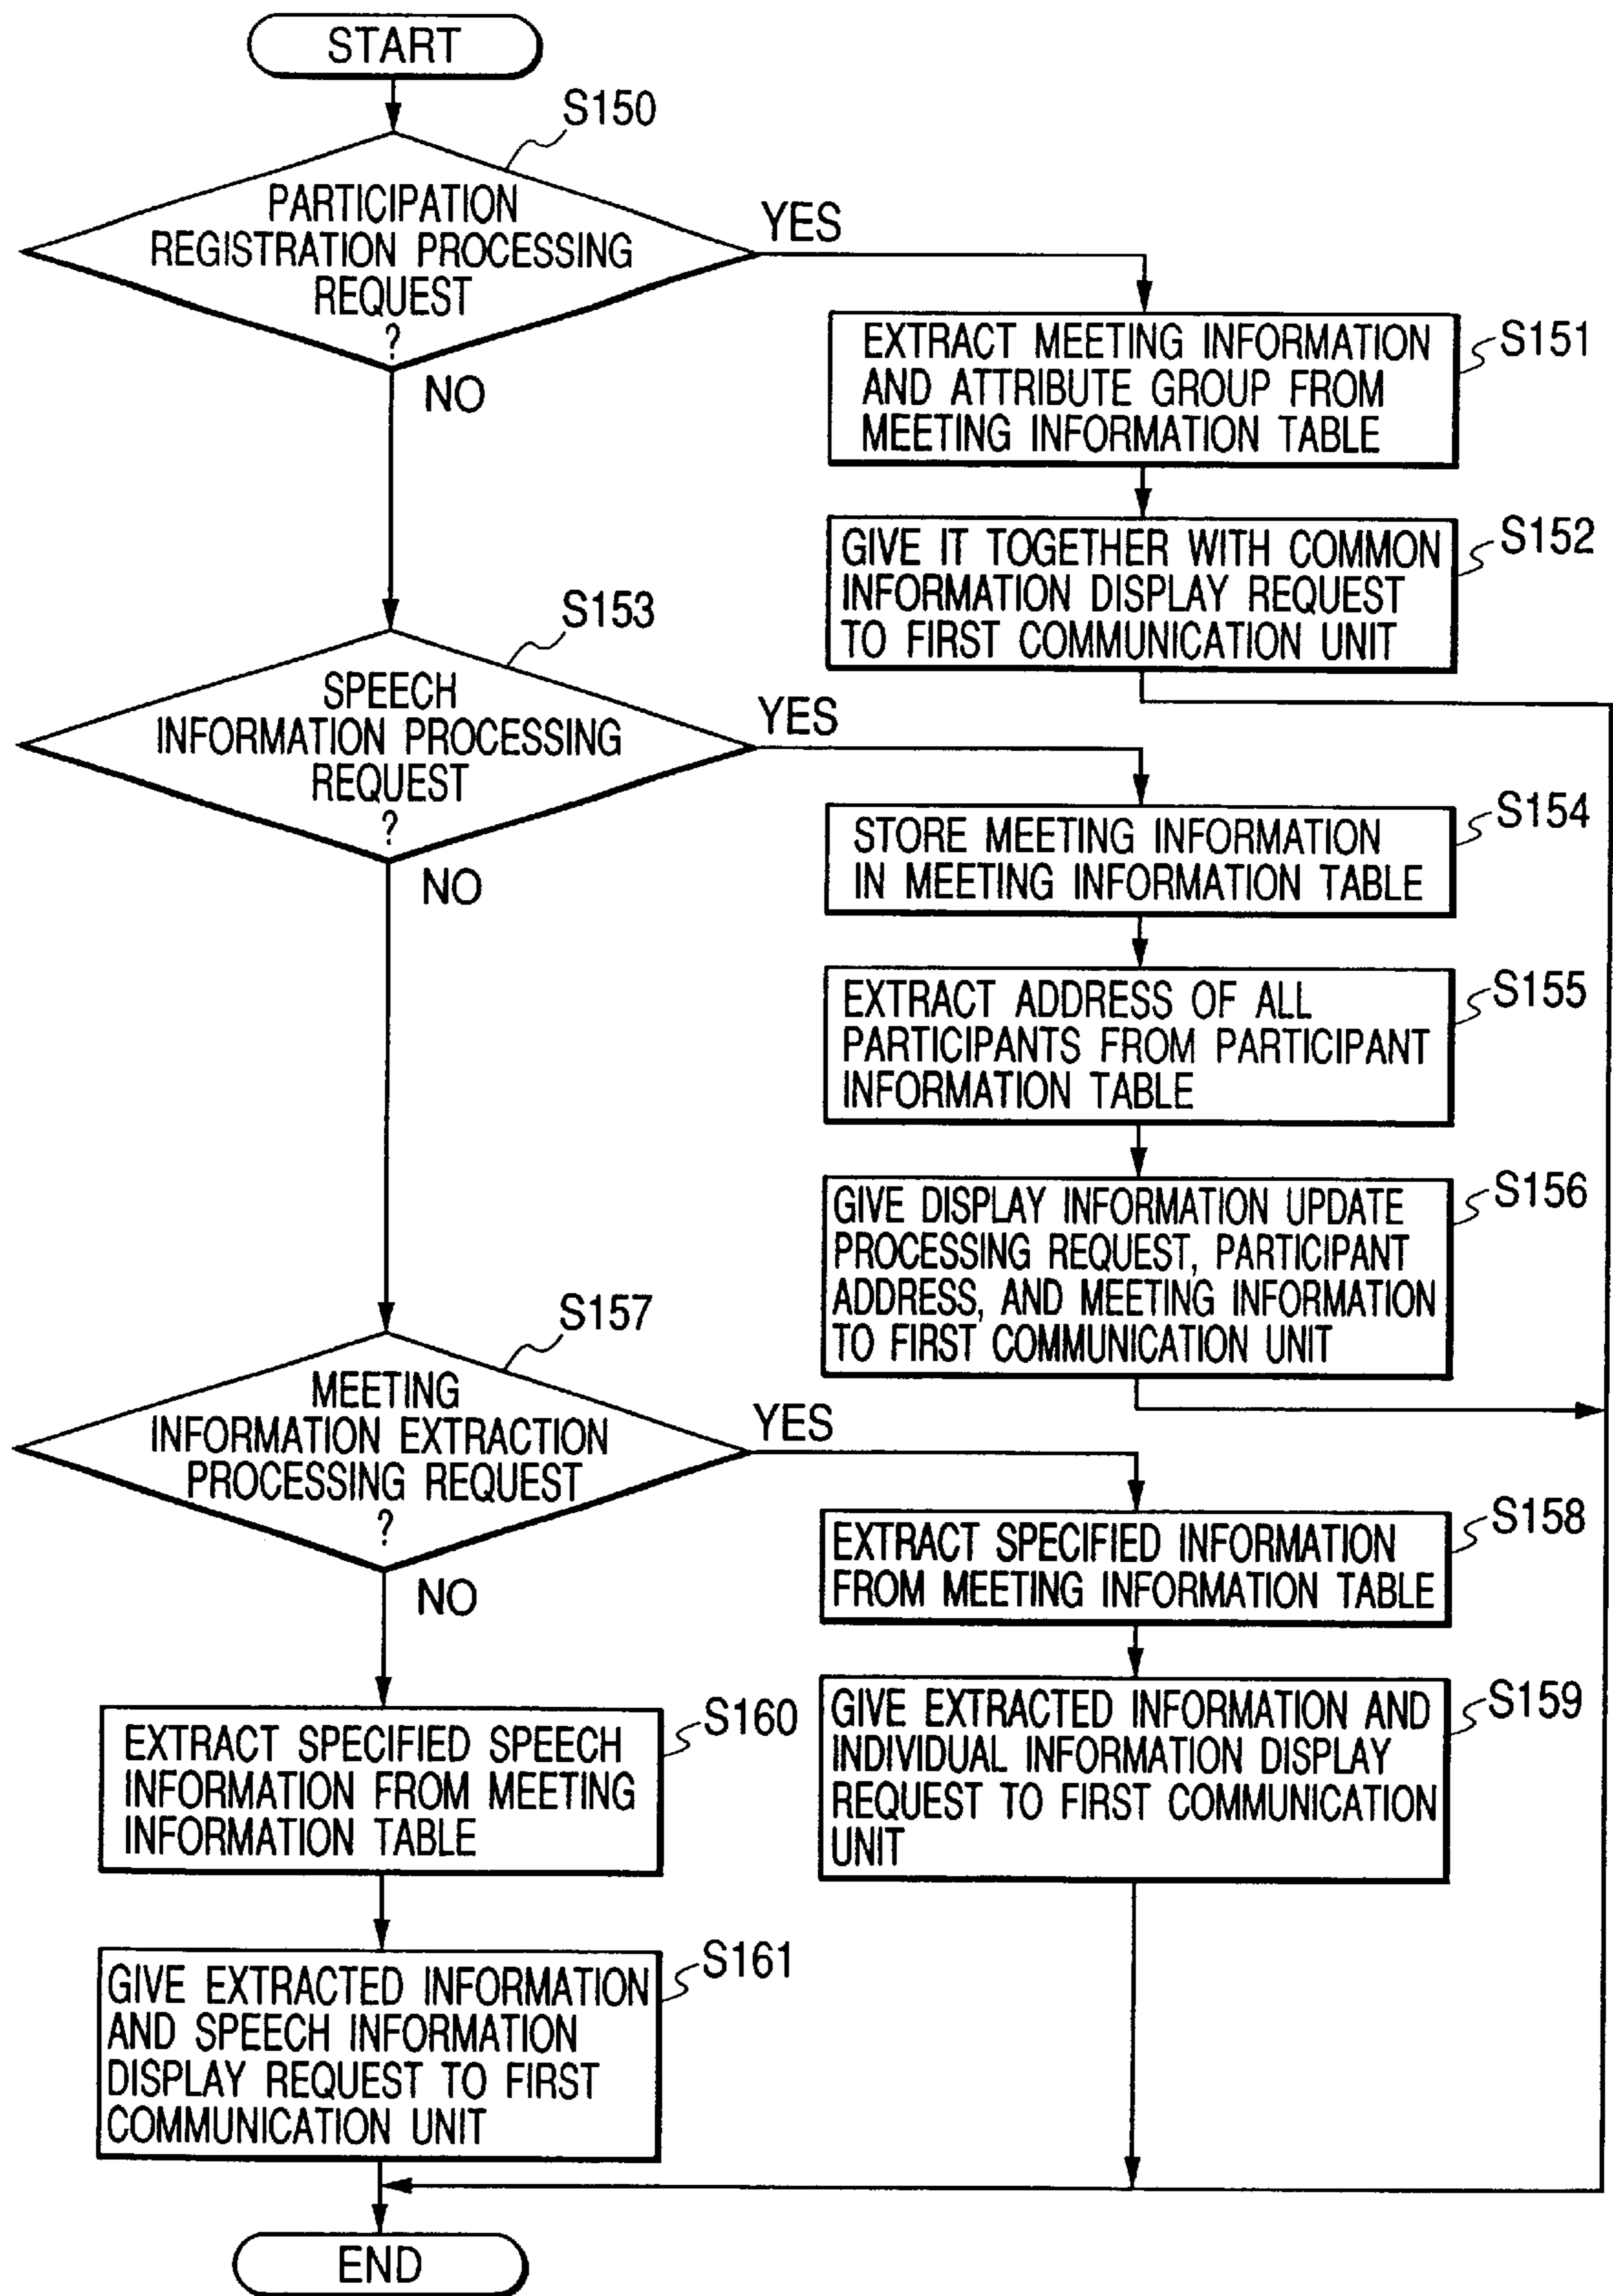 START
S150
PARTICIPATION
REGISTRATION PROCESSING
REQUEST
?
YES
NO
EXTRACT MEETING INFORMATION
AND ATTRIBUTE GROUP FROM
MEETING INFORMATION TABLE
S151
GIVE IT TOGETHER WITH COMMON
INFORMATION DISPLAY REQUEST
TO FIRST COMMUNICATION UNIT
S152
S153
SPEECH
INFORMATION PROCESSING
REQUEST
?
YES
NO
STORE MEETING INFORMATION
IN MEETING INFORMATION TABLE
S154
EXTRACT ADDRESS OF ALL
PARTICIPANTS FROM PARTICIPANT
INFORMATION TABLE
S155
GIVE DISPLAY INFORMATION UPDATE
PROCESSING REQUEST, PARTICIPANT
ADDRESS, AND MEETING INFORMATION
TO FIRST COMMUNICATION UNIT
S156
S157
MEETING
INFORMATION EXTRACTION
PROCESSING REQUEST
?
YES
NO
EXTRACT SPECIFIED INFORMATION
FROM MEETING INFORMATION TABLE
S158
GIVE EXTRACTED INFORMATION AND
INDIVIDUAL INFORMATION DISPLAY
REQUEST TO FIRST COMMUNICATION
UNIT
S159
EXTRACT SPECIFIED SPEECH
INFORMATION FROM MEETING
INFORMATION TABLE
S160
GIVE EXTRACTED INFORMATION
AND SPEECH INFORMATION
DISPLAY REQUEST TO FIRST
COMMUNICATION UNIT
S161
END